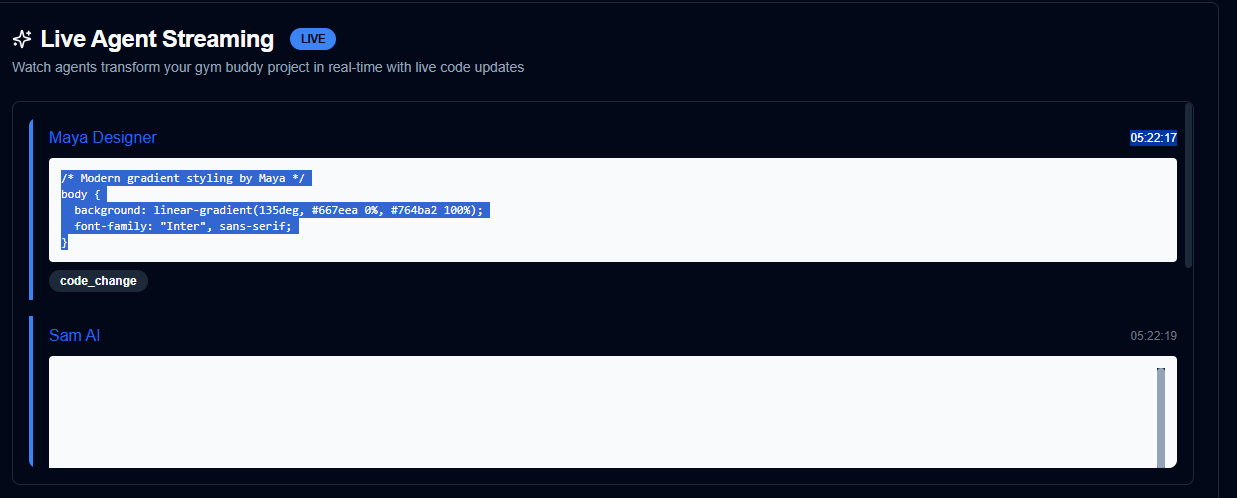 Live Agent Streaming LIVE
Watch agents transform your gym buddy project in real-time with live code updates
Maya Designer 05:22:17
/* Modern gradient styling by Maya */
body {
  background: linear-gradient(135deg, #667eea 0%, #764ba2 100%);
  font-family: "Inter", sans-serif;
}
code_change
Sam AI 05:22:19